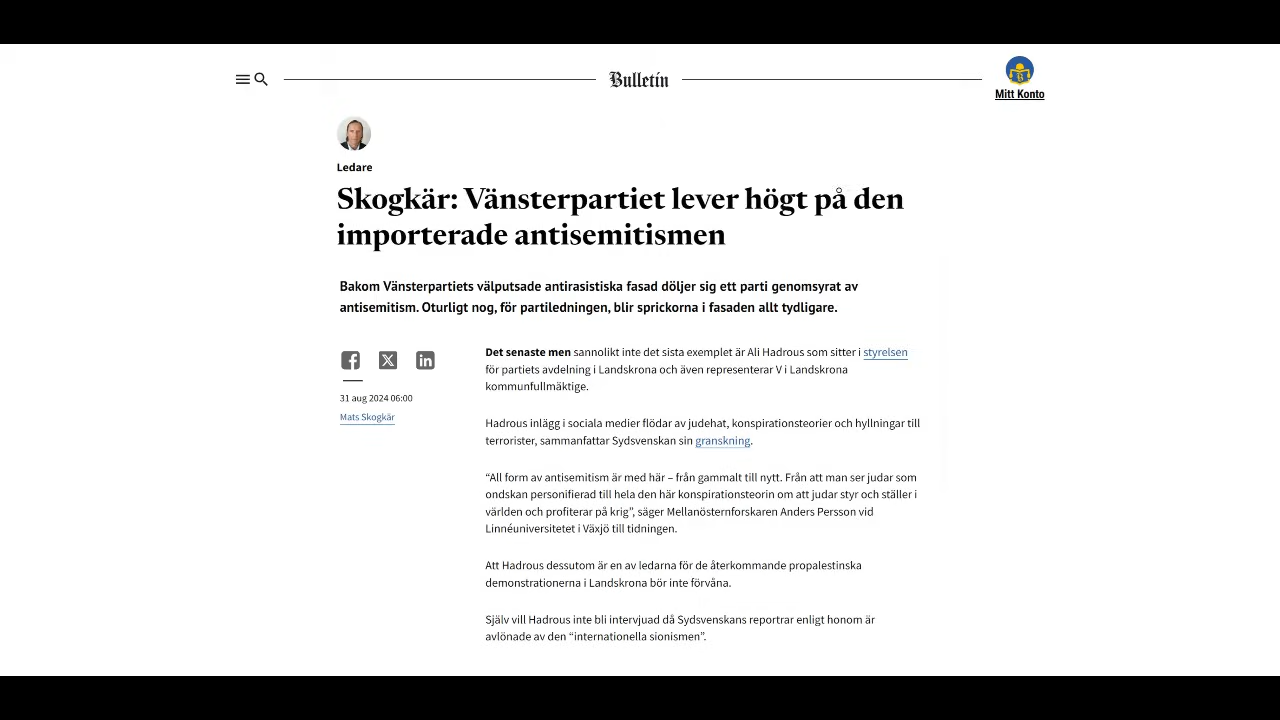 Bulletin
Mitt Konto
Ledare
Skogkär: Vänsterpartiet lever högt på den
importerade antisemitismen
Bakom Vänsterpartiets välputsade antirasistiska fasad döljer sig ett parti genomsyrat av
antisemitism. Oturligt nog, för partiledningen, blir sprickorna i fasaden allt tydligare.
31 aug 2024 06:00
Mats Skogkär
Det senaste men sannolikt inte det sista exemplet är Ali Hadrous som sitter i styrelsen
för partiets avdelning i Landskrona och även representerar V i Landskrona
kommunfullmäktige.
Hadrous inlägg i sociala medier flödar av judehat, konspirationsteorier och hyllningar till
terrorister, sammanfattar Sydsvenskan sin granskning.
“All form av antisemitism är med här – från gammalt till nytt. Från att man ser judar som
ondskan personifierad till hela den här konspirationsteorin om att judar styr och ställer i
världen och profiterar på krig”, säger Mellanösternforskaren Anders Persson vid
Linnéuniversitetet i Växjö till tidningen.
Att Hadrous dessutom är en av ledarna för de återkommande propalestinska
demonstrationerna i Landskrona bör inte förvåna.
Själv vill Hadrous inte bli intervjuad då Sydsvenskans reportrar enligt honom är
avlönade av den “internationella sionismen”.